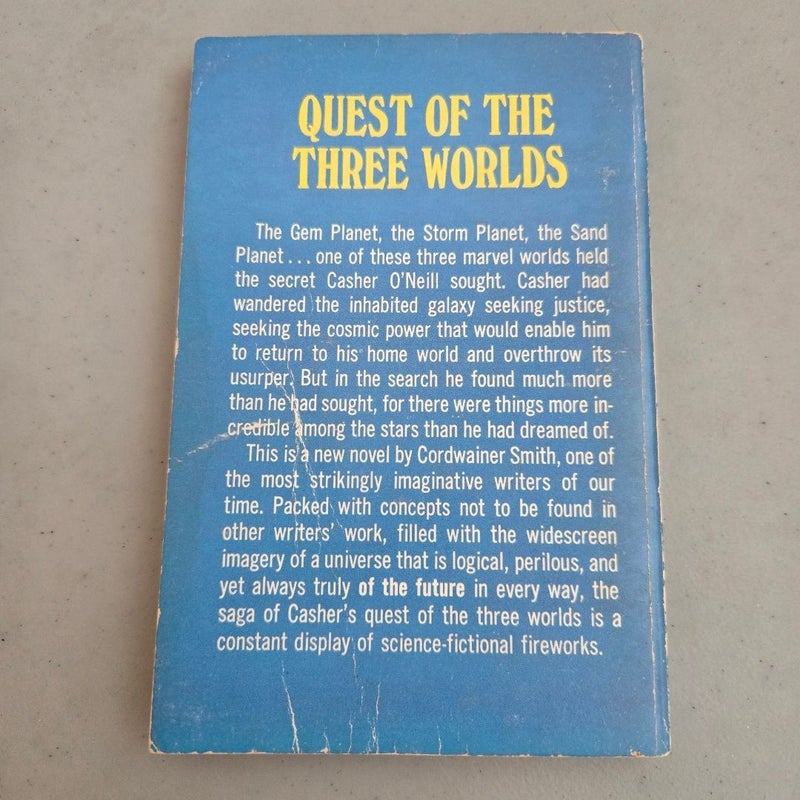 QUEST OF THE
THREE WORLDS
The Gem Planet, the Storm Planet, the Sand
Planet... one of these three marvel worlds held
the secret Casher O'Neill sought. Casher had
wandered the inhabited galaxy seeking justice,
seeking the cosmic power that would enable him
to return to his home world and overthrow its
usurper. But in the search he found much more
than he had sought, for there were things more in-
credible among the stars than he had dreamed of.
This is a new novel by Cordwainer Smith, one of
the most strikingly imaginative writers of our
time. Packed with concepts not to be found in
other writers' work, filled with the widescreen
imagery of a universe that is logical, perilous, and
yet always truly of the future in every way, the
saga of Casher's quest of the three worlds is a
constant display of science-fictional fireworks.